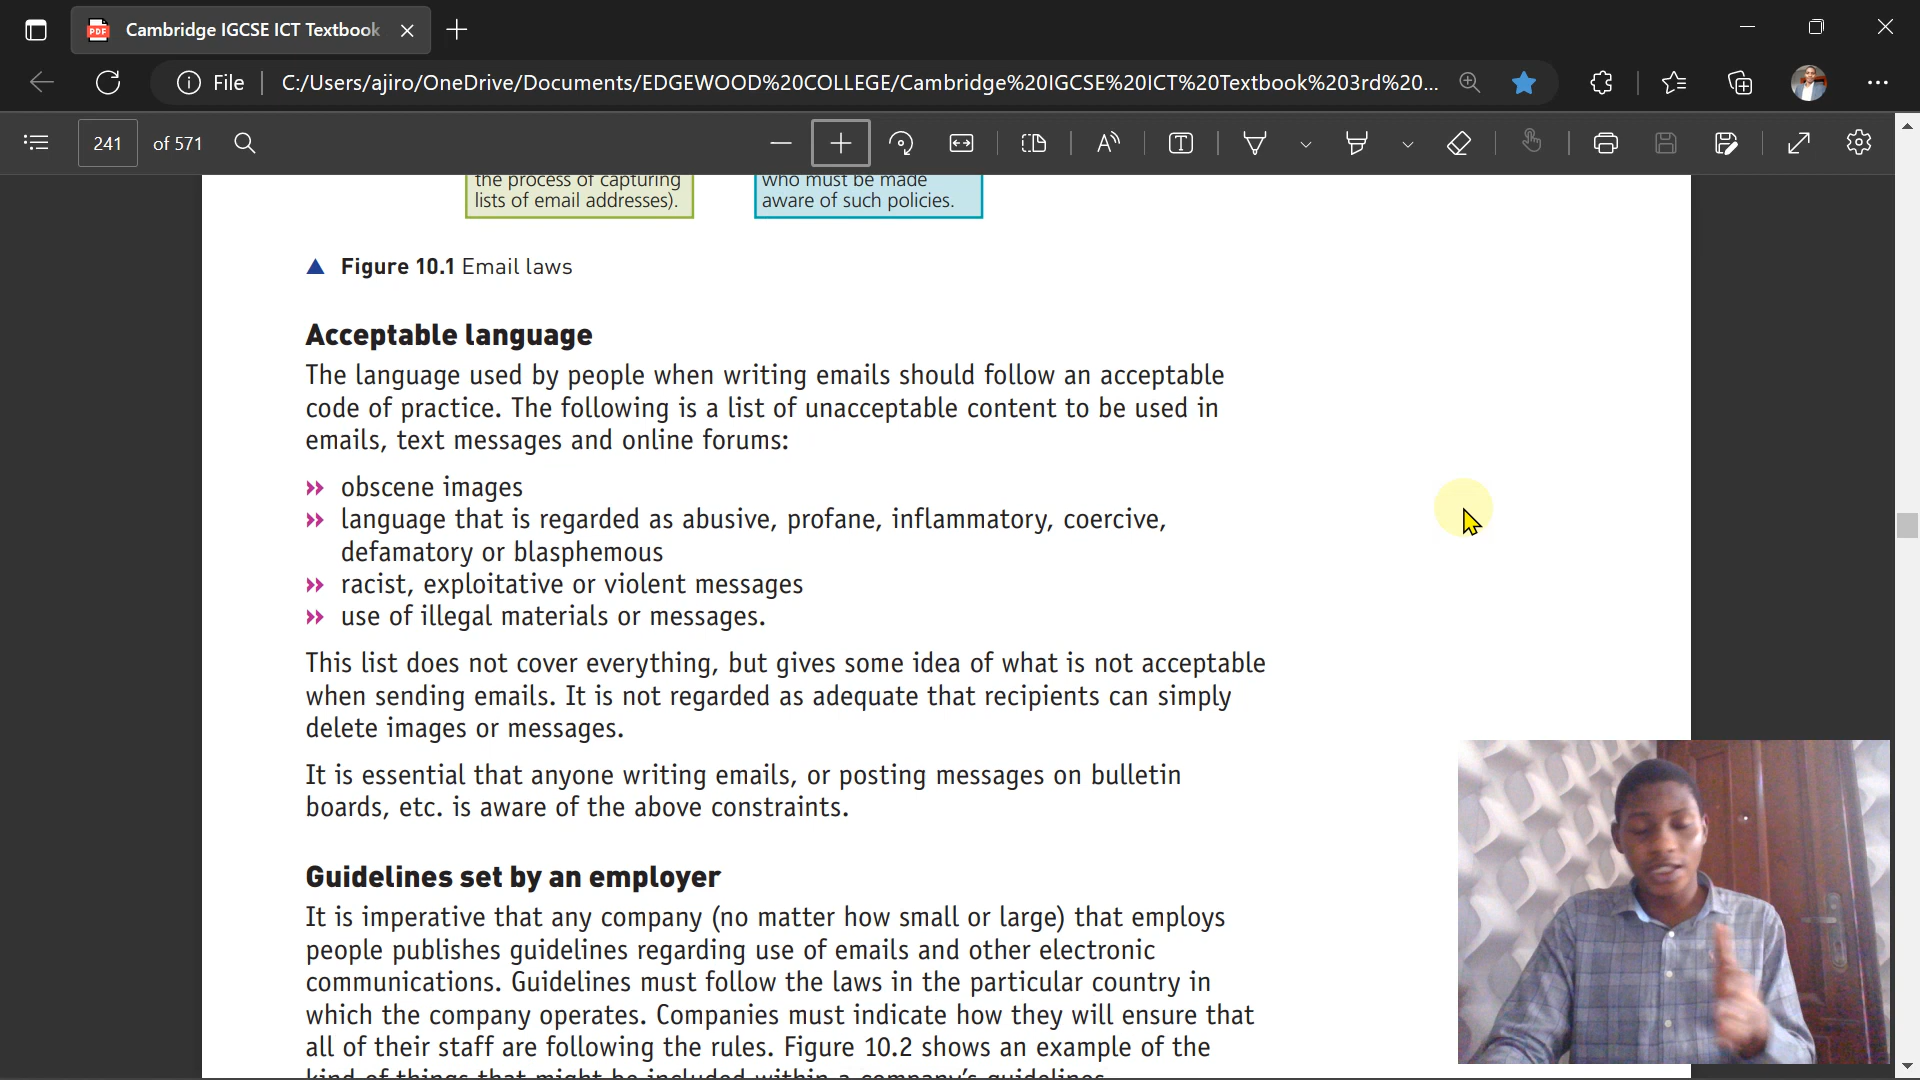 Cambridge IGCSE ICT Textbook
File C:/Users/ajiro/OneDrive/Documents/EDGEWOOD%20COLLEGE/Cambridge%20IGCSE%20ICT%20Textbook%203rd%20...
241 of 571
the process of capturing
lists of email addresses).
who must be made
aware of such policies.
▲ Figure 10.1 Email laws
Acceptable language
The language used by people when writing emails should follow an acceptable
code of practice. The following is a list of unacceptable content to be used in
emails, text messages and online forums:
» obscene images
» language that is regarded as abusive, profane, inflammatory, coercive,
defamatory or blasphemous
» racist, exploitative or violent messages
» use of illegal materials or messages.
This list does not cover everything, but gives some idea of what is not acceptable
when sending emails. It is not regarded as adequate that recipients can simply
delete images or messages.
It is essential that anyone writing emails, or posting messages on bulletin
boards, etc. is aware of the above constraints.
Guidelines set by an employer
It is imperative that any company (no matter how small or large) that employs
people publishes guidelines regarding use of emails and other electronic
communications. Guidelines must follow the laws in the particular country in
which the company operates. Companies must indicate how they will ensure that
all of their staff are following the rules. Figure 10.2 shows an example of the
kind of things that might be included within a company's guidelines.